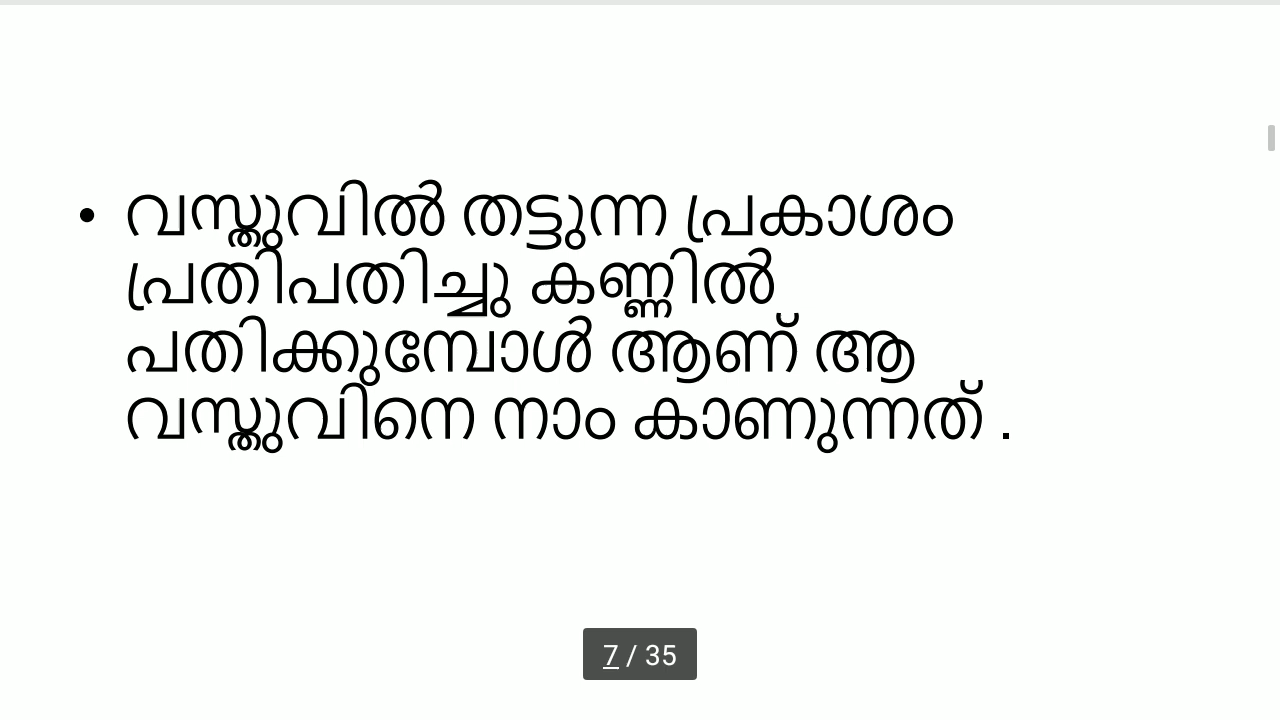 • വസ്തുവിൽ തട്ടുന്ന പ്രകാശം
പ്രതിപതിച്ചു കണ്ണിൽ
പതിക്കുമ്പോൾ ആണ് ആ
വസ്തുവിനെ നാം കാണുന്നത് .
7 / 35